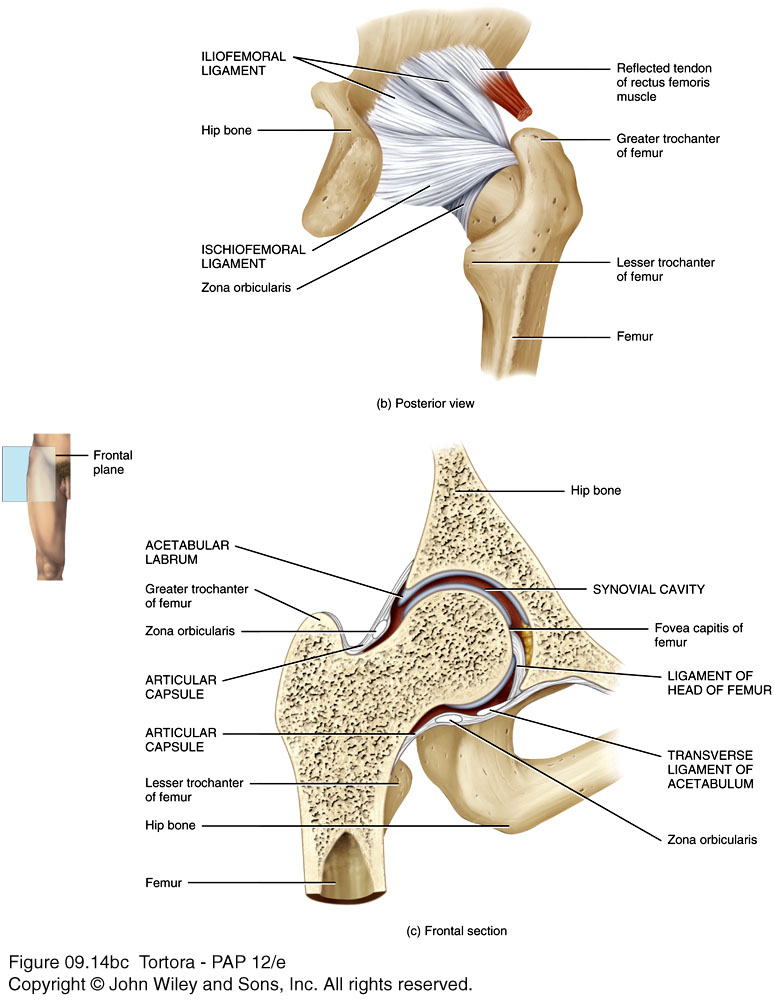 ILIOFEMORAL
LIGAMENT
Reflected tendon
of rectus femoris
muscle
Hip bone
Greater trochanter
of femur
ISCHIOFEMORAL
LIGAMENT
Lesser trochanter
of femur
Zona orbicularis
Femur
(b) Posterior view
Frontal
plane
Hip bone
ACETABULAR
LABRUM
Greater trochanter
of femur
SYNOVIAL CAVITY
Zona orbicularis
Fovea capitis of
femur
ARTICULAR
CAPSULE
LIGAMENT OF
HEAD OF FEMUR
ARTICULAR
CAPSULE
TRANSVERSE
LIGAMENT OF
ACETABULUM
Lesser trochanter
of femur
Hip bone
Zona orbicularis
Femur
(c) Frontal section
Figure 09.14bc Tortora - PAP 12/e
Copyright © John Wiley and Sons, Inc. All rights reserved.